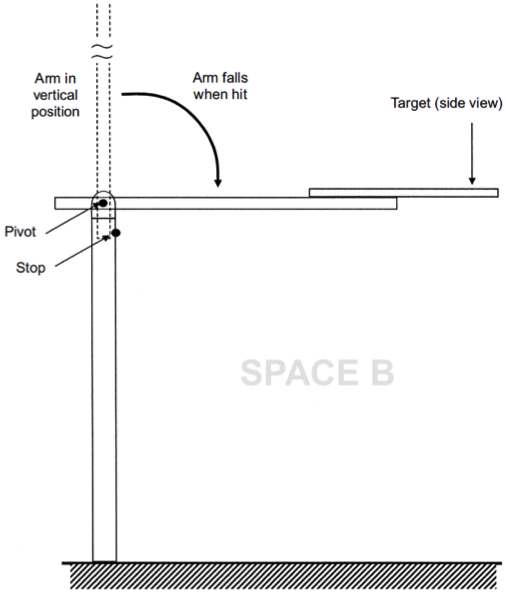 Arm in
vertical
position
Arm falls
when hit
Target (side view)
Pivot
Stop
SPACE B